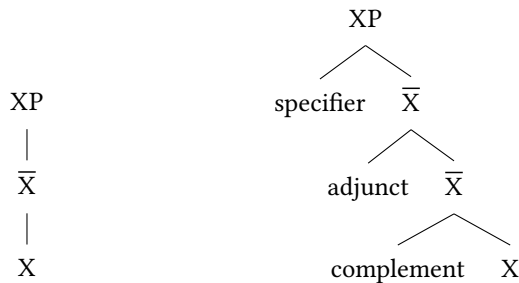 XP
XP
specifier X̅
X̅
adjunct X̅
X
complement X